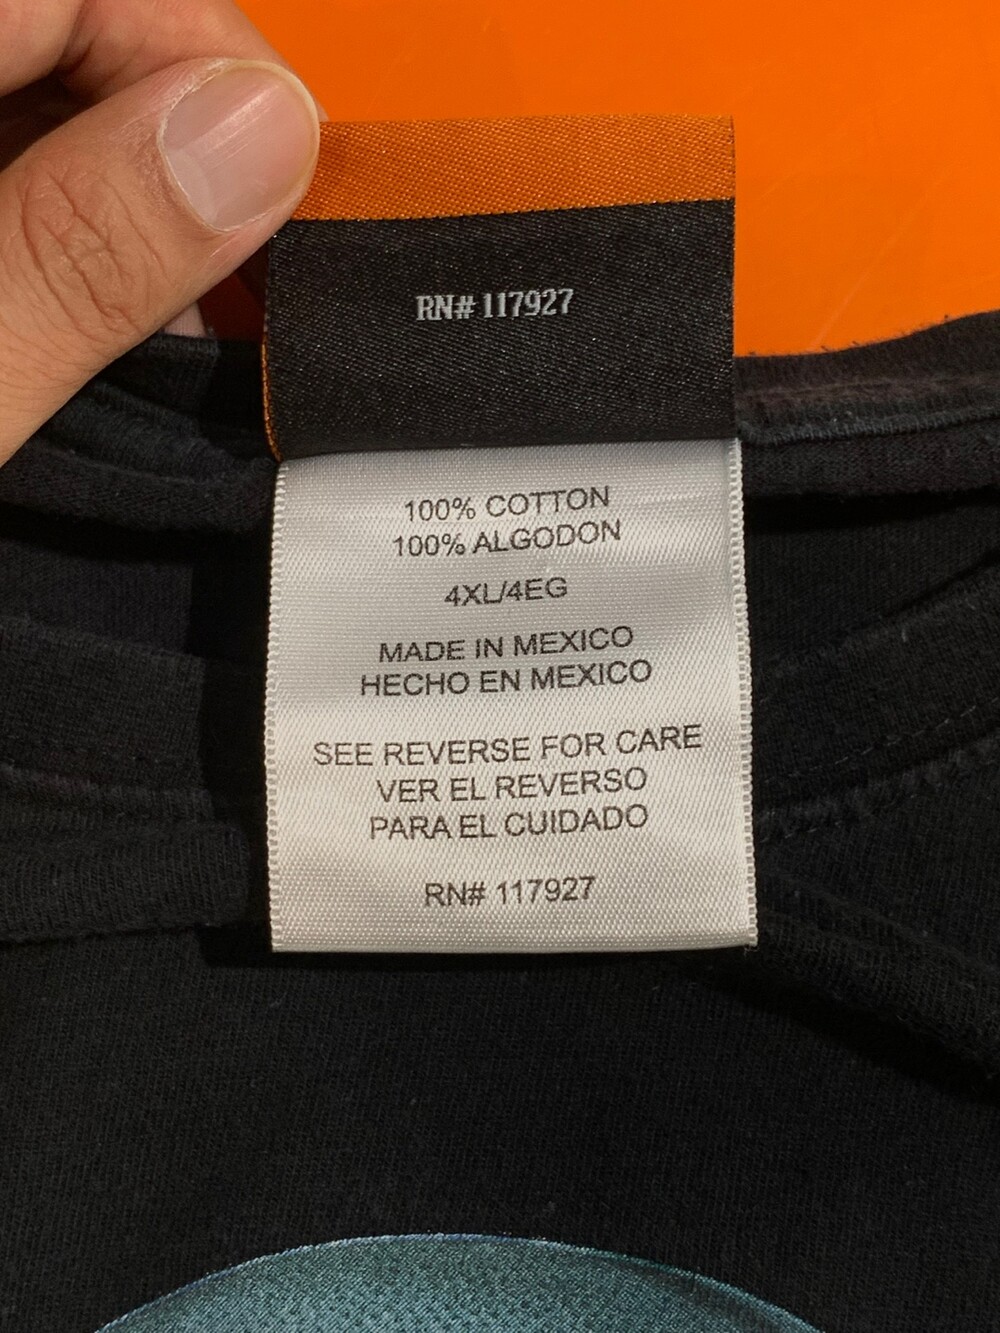 RN# 117927
100% COTTON
100% ALGODON
4XL/4EG
MADE IN MEXICO
HECHO EN MEXICO
SEE REVERSE FOR CARE
VER EL REVERSO
PARA EL CUIDADO
RN# 117927